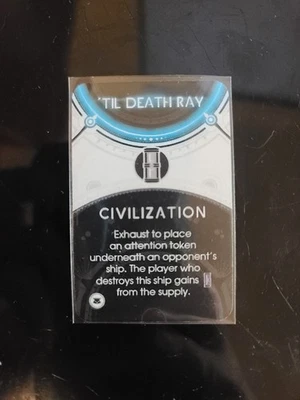 'TIL DEATH RAY
CIVILIZATION
Exhaust to place
an attention token
underneath an opponent's
ship. The player who
destroys this ship gains
from the supply.